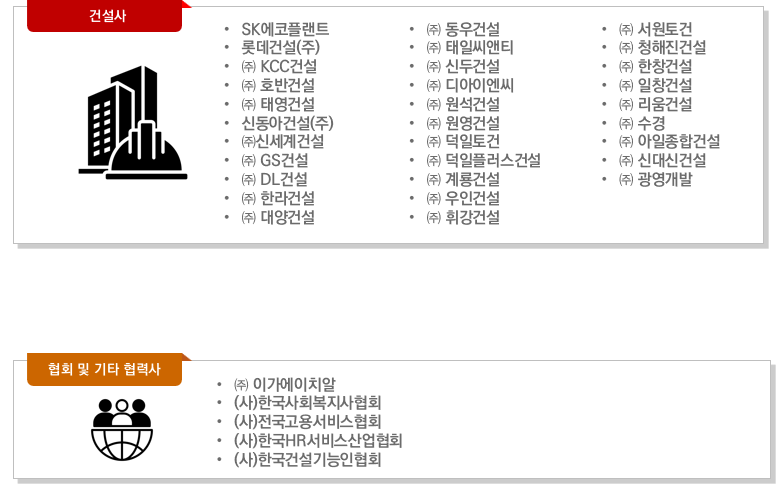 건설사
• SK에코플랜트
• 롯데건설(주)
• ㈜ KCC건설
• ㈜ 호반건설
• ㈜ 태영건설
• 신동아건설(주)
• ㈜신세계건설
• ㈜ GS건설
• ㈜ DL건설
• ㈜ 한라건설
• ㈜ 대양건설
• ㈜ 동우건설
• ㈜ 태일씨앤티
• ㈜ 신두건설
• ㈜ 디아이엔씨
• ㈜ 원석건설
• ㈜ 원영건설
• ㈜ 덕일토건
• ㈜ 덕일플러스건설
• ㈜ 계룡건설
• ㈜ 우인건설
• ㈜ 휘강건설
• ㈜ 서원토건
• ㈜ 청해진건설
• ㈜ 한창건설
• ㈜ 일창건설
• ㈜ 리움건설
• ㈜ 수경
• ㈜ 아일종합건설
• ㈜ 신대신건설
• ㈜ 광영개발
협회 및 기타 협력사
• ㈜ 이가에이치알
• (사)한국사회복지사협회
• (사)전국고용서비스협회
• (사)한국HR서비스산업협회
• (사)한국건설기능인협회